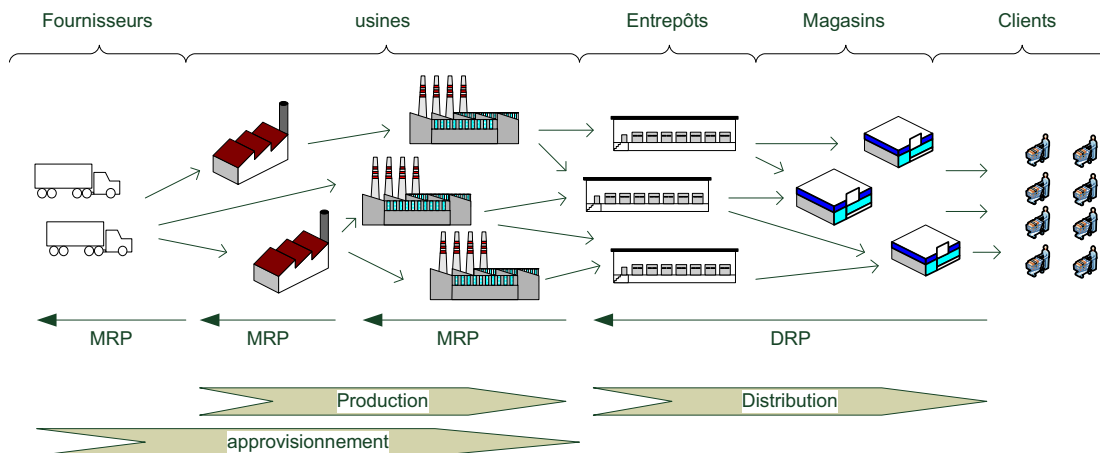 Fournisseurs usines Entrepôts Magasins Clients
MRP MRP MRP DRP
Production Distribution
approvisionnement